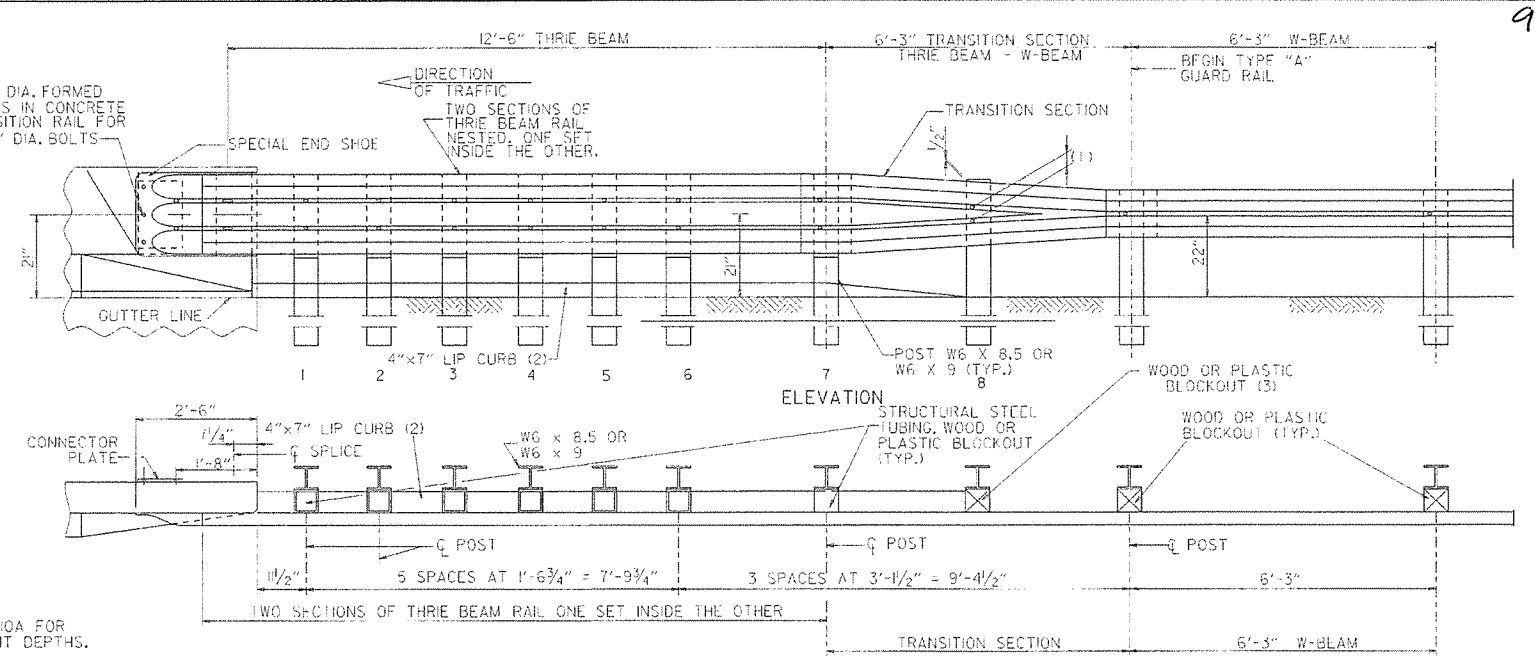 9
12'-6" THRIE BEAM
6'-3" TRANSITION SECTION
THRIE BEAM - W-BEAM
6'-3" W-BEAM
BEGIN TYPE "A"
GUARD RAIL
DIRECTION
OF TRAFFIC
DIA. FORMED
S IN CONCRETE
SITION RAIL FOR
" DIA. BOLTS
SPECIAL END SHOE
TWO SECTIONS OF
THRIE BEAM RAIL
NESTED, ONE SET
INSIDE THE OTHER.
TRANSITION SECTION
1/2"
(1)
21"
21"
22"
GUTTER LINE
4"x7" LIP CURB (2)
POST W6 X 8.5 OR
W6 X 9 (TYP.)
1 2 3 4 5 6 7 8
ELEVATION
WOOD OR PLASTIC
BLOCKOUT (3)
2'-6"
CONNECTOR
PLATE
4"x7" LIP CURB (2)
℄ SPLICE
1'-8"
W6 x 8.5 OR
W6 x 9
STRUCTURAL STEEL
TUBING, WOOD OR
PLASTIC BLOCKOUT
(TYP.)
WOOD OR PLASTIC
BLOCKOUT (TYP.)
℄ POST
℄ POST
℄ POST
11 1/2"
5 SPACES AT 1'-6 3/4" = 7'-9 3/4"
3 SPACES AT 3'-1 1/2" = 9'-4 1/2"
6'-3"
TWO SECTIONS OF THRIE BEAM RAIL ONE SET INSIDE THE OTHER
10A FOR
NT DEPTHS.
TRANSITION SECTION
6'-3" W-BEAM